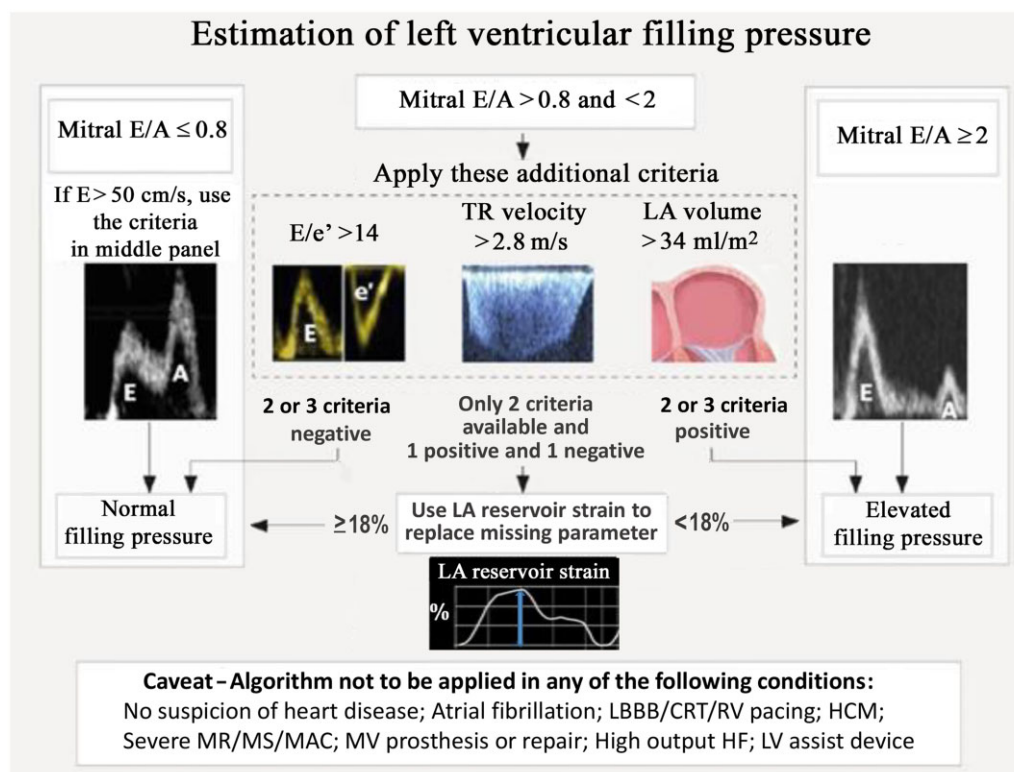 Estimation of left ventricular filling pressure
Mitral E/A ≤ 0.8
If E> 50 cm/s, use
the criteria
in middle panel
E
A
Mitral E/A > 0.8 and <2
Apply these additional criteria
E/e’ >14
E
e'
TR velocity
>2.8 m/s
LA volume
>34 ml/m²
Mitral E/A ≥ 2
E
A
2 or 3 criteria
negative
Only 2 criteria
available and
1 positive and 1 negative
2 or 3 criteria
positive
Normal
filling pressure
≥18%
Use LA reservoir strain to
replace missing parameter
<18%
Elevated
filling pressure
LA reservoir strain
%
Caveat – Algorithm not to be applied in any of the following conditions:
No suspicion of heart disease; Atrial fibrillation; LBBB/CRT/RV pacing; HCM;
Severe MR/MS/MAC; MV prosthesis or repair; High output HF; LV assist device